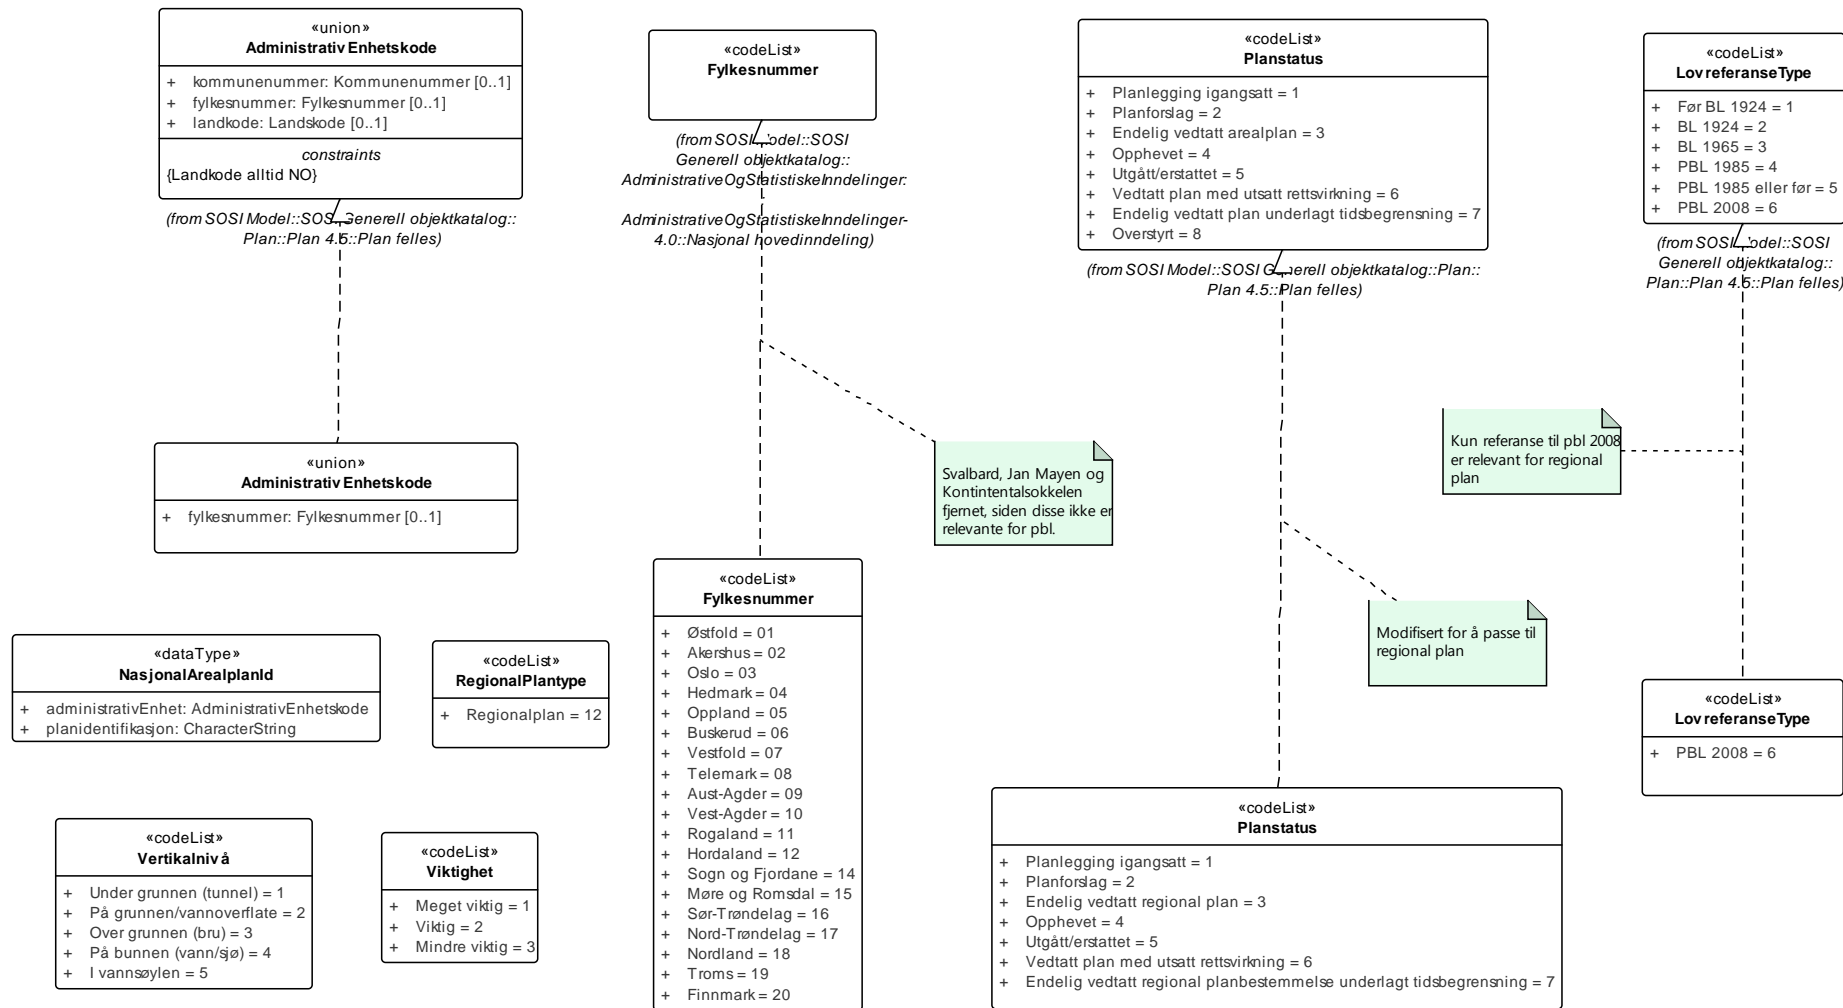 «union»
AdministrativEnhetskode
+ kommunenummer: Kommunenummer [0..1]
+ fylkesnummer: Fylkesnummer [0..1]
+ landkode: Landskode [0..1]
constraints
{Landkode alltid NO}
(from SOSI Model::SOSI Generell objektkatalog::
Plan::Plan 4.5::Plan felles)
«union»
AdministrativEnhetskode
+ fylkesnummer: Fylkesnummer [0..1]
«dataType»
NasjonalArealplanId
+ administrativEnhet: AdministrativEnhetskode
+ planidentifikasjon: CharacterString
«codeList»
RegionalPlantype
+ Regionalplan = 12
«codeList»
Vertikalnivå
+ Under grunnen (tunnel) = 1
+ På grunnen/vannoverflate = 2
+ Over grunnen (bru) = 3
+ På bunnen (vann/sjø) = 4
+ I vannsøylen = 5
«codeList»
Viktighet
+ Meget viktig = 1
+ Viktig = 2
+ Mindre viktig = 3
«codeList»
Fylkesnummer
(from SOSI Model::SOSI
Generell objektkatalog::
AdministrativeOgStatistiskeInndelinger:
:
AdministrativeOgStatistiskeInndelinger-
4.0::Nasjonal hovedinndeling)
Svalbard, Jan Mayen og
Kontintentalsokkelen
fjernet, siden disse ikke er
relevante for pbl.
«codeList»
Fylkesnummer
+ Østfold = 01
+ Akershus = 02
+ Oslo = 03
+ Hedmark = 04
+ Oppland = 05
+ Buskerud = 06
+ Vestfold = 07
+ Telemark = 08
+ Aust-Agder = 09
+ Vest-Agder = 10
+ Rogaland = 11
+ Hordaland = 12
+ Sogn og Fjordane = 14
+ Møre og Romsdal = 15
+ Sør-Trøndelag = 16
+ Nord-Trøndelag = 17
+ Nordland = 18
+ Troms = 19
+ Finnmark = 20
«codeList»
Planstatus
+ Planlegging igangsatt = 1
+ Planforslag = 2
+ Endelig vedtatt arealplan = 3
+ Opphevet = 4
+ Utgått/erstattet = 5
+ Vedtatt plan med utsatt rettsvirkning = 6
+ Endelig vedtatt plan underlagt tidsbegrensning = 7
+ Overstyrt = 8
(from SOSI Model::SOSI Generell objektkatalog::Plan::
Plan 4.5::Plan felles)
Modifisert for å passe til
regional plan
«codeList»
Planstatus
+ Planlegging igangsatt = 1
+ Planforslag = 2
+ Endelig vedtatt regional plan = 3
+ Opphevet = 4
+ Utgått/erstattet = 5
+ Vedtatt plan med utsatt rettsvirkning = 6
+ Endelig vedtatt regional planbestemmelse underlagt tidsbegrensning = 7
«codeList»
LovreferanseType
+ Før BL 1924 = 1
+ BL 1924 = 2
+ BL 1965 = 3
+ PBL 1985 = 4
+ PBL 1985 eller før = 5
+ PBL 2008 = 6
(from SOSI Model::SOSI
Generell objektkatalog::
Plan::Plan 4.5::Plan felles)
Kun referanse til pbl 2008
er relevant for regional
plan
«codeList»
LovreferanseType
+ PBL 2008 = 6